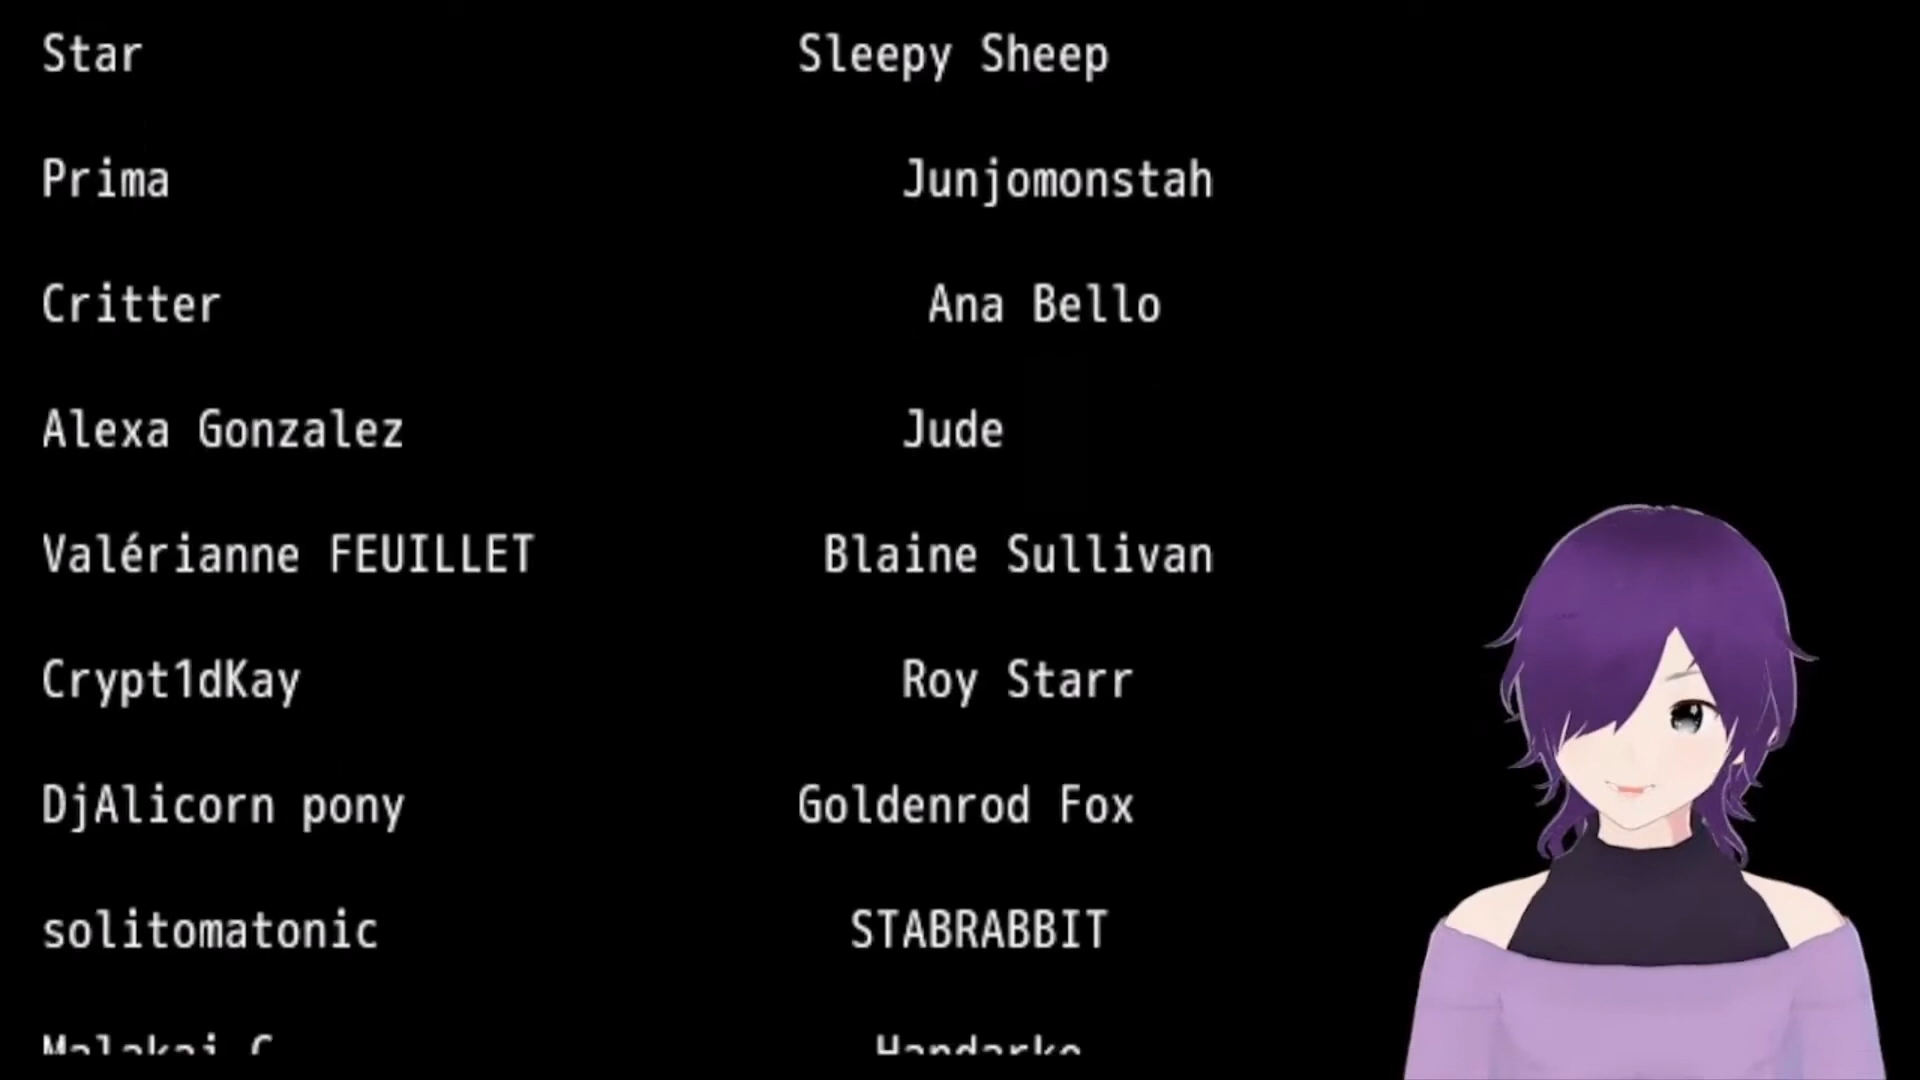 Star Sleepy Sheep
Prima Junjomonstah
Critter Ana Bello
Alexa Gonzalez Jude
Valérianne FEUILLET Blaine Sullivan
Crypt1dKay Roy Starr
DjAlicorn pony Goldenrod Fox
solitomatonic STABRABBIT